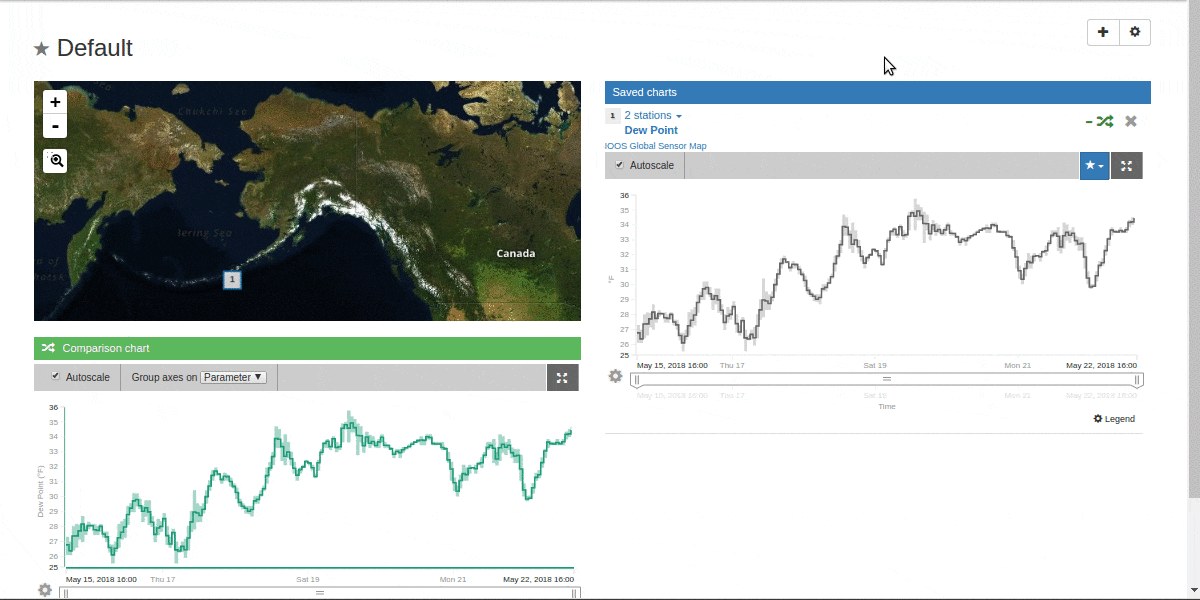 ★ Default
+
-
Chukchi Sea
Canada
1
Comparison chart
Autoscale
Group axes on Parameter ▼
36
35
34
33
32
31
30
29
28
27
26
25
Dew Point (°F)
May 15, 2018 16:00 Thu 17 Sat 19 Mon 21 May 22, 2018 16:00
+
Saved charts
1 2 stations
Dew Point
IOOS Global Sensor Map
Autoscale
36
35
34
33
32
31
30
29
28
27
26
25
°F
May 15, 2018 16:00 Thu 17 Sat 19 Mon 21 May 22, 2018 16:00
May 15, 2018 16:00 Thu 17 Sat 19 Mon 21 May 22, 2018 16:00
Time
Legend